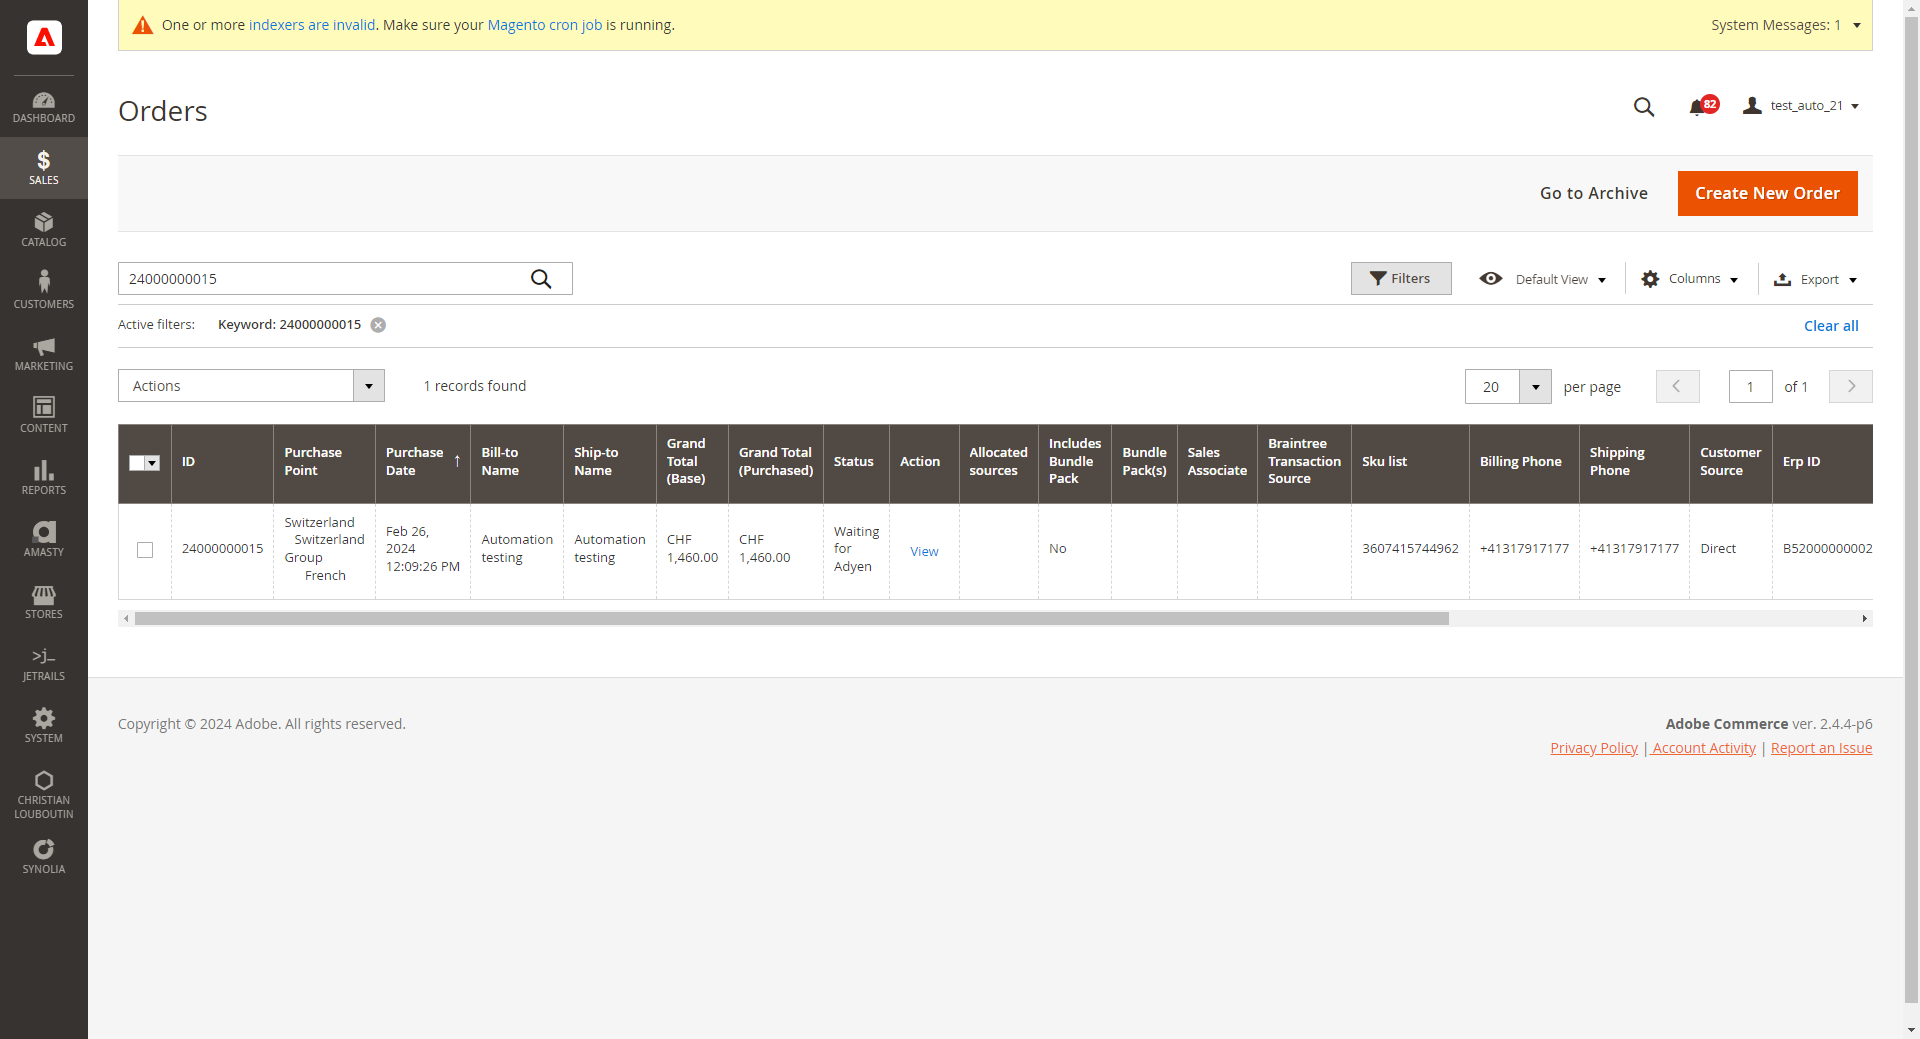 One or more indexers are invalid. Make sure your Magento cron job is running.
System Messages: 1
DASHBOARD
SALES
CATALOG
CUSTOMERS
MARKETING
CONTENT
REPORTS
AMASTY
STORES
JETRAILS
SYSTEM
CHRISTIAN
LOUBOUTIN
SYNOLIA
Orders
82
test_auto_21
Go to Archive
Create New Order
24000000015
Filters
Default View
Columns
Export
Active filters:
Keyword: 24000000015
Clear all
Actions
1 records found
20
per page
1
of 1
ID
Purchase
Point
Purchase
Date
Bill-to
Name
Ship-to
Name
Grand
Total
(Base)
Grand Total
(Purchased)
Status
Action
Allocated
sources
Includes
Bundle
Pack
Bundle
Pack(s)
Sales
Associate
Braintree
Transaction
Source
Sku list
Billing Phone
Shipping
Phone
Customer
Source
Erp ID
24000000015
Switzerland
Switzerland
Group
French
Feb 26,
2024
12:09:26 PM
Automation
testing
Automation
testing
CHF
1,460.00
CHF
1,460.00
Waiting
for
Adyen
View
No
3607415744962
+41317917177
+41317917177
Direct
B52000000002
Copyright © 2024 Adobe. All rights reserved.
Adobe Commerce ver. 2.4.4-p6
Privacy Policy | Account Activity | Report an Issue